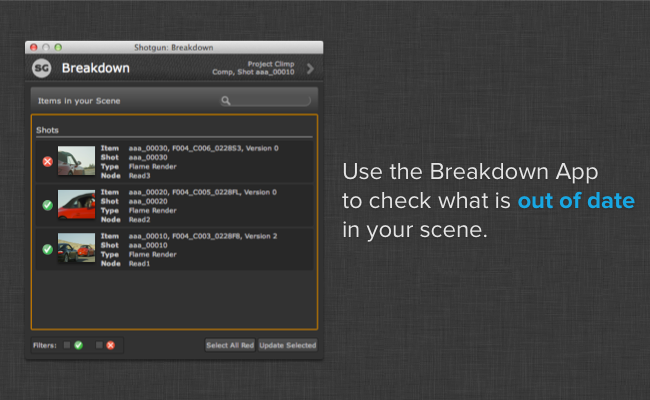 Shotgun: Breakdown
SG Breakdown
Project Climp
Comp, Shot aaa_00010
Items in your Scene
Shots
Item aaa_00030, F004_C006_0228S3, Version 0
Shot aaa_00030
Type Flame Render
Node Read3
Item aaa_00020, F004_C005_0228FL, Version 0
Shot aaa_00020
Type Flame Render
Node Read2
Item aaa_00010, F004_C003_0228F8, Version 2
Shot aaa_00010
Type Flame Render
Node Read1
Filters:
Select All Red
Update Selected
Use the Breakdown App
to check what is out of date
in your scene.